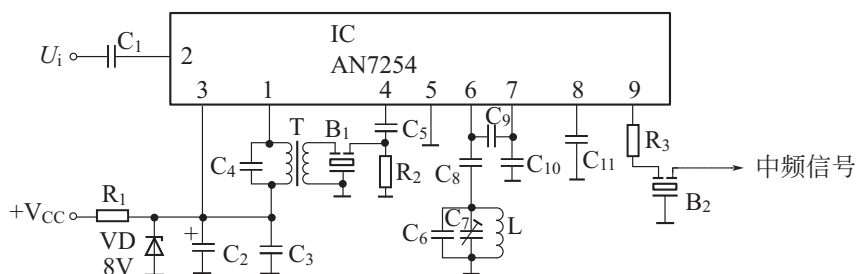 IC
AN7254
Uᵢ
C₁
2
3
1
4
5
6
7
8
9
T
B₁
C₅
C₉
R₃
C₄
R₂
C₈
C₁₀
C₁₁
中频信号
B₂
+V_CC
R₁
VD
8V
+
C₂
C₃
C₆
C₇
L